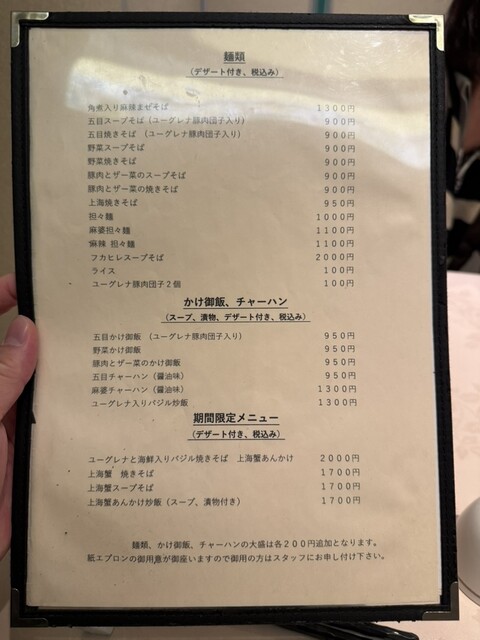 麺類
(デザート付き、税込み)
角煮入り麻辣まぜそば 1300円
五目スープそば (ユーグレナ豚肉団子入り) 900円
五目焼きそば (ユーグレナ豚肉団子入り) 900円
野菜スープそば 900円
野菜焼きそば 900円
豚肉とザー菜のスープそば 900円
豚肉とザー菜の焼きそば 900円
上海焼きそば 950円
担々麺 1000円
麻婆担々麺 1100円
麻辣 担々麺 1100円
フカヒレスープそば 2000円
ライス 100円
ユーグレナ豚肉団子2個 100円
かけ御飯、チャーハン
(スープ、漬物、デザート付き、税込み)
五目かけ御飯 (ユーグレナ豚肉団子入り) 950円
野菜かけ御飯 950円
豚肉とザー菜のかけ御飯 950円
五目チャーハン (醤油味) 950円
麻婆チャーハン (醤油味) 1300円
ユーグレナ入りバジル炒飯 1300円
期間限定メニュー
(デザート付き、税込み)
ユーグレナと海鮮入りバジル焼きそば 上海蟹あんかけ 2000円
上海蟹 焼きそば 1700円
上海蟹スープそば 1700円
上海蟹あんかけ炒飯 (スープ、漬物付き) 1700円
麺類、かけ御飯、チャーハンの大盛は各200円追加となります。
紙エプロンの御用意が御座いますので御用の方はスタッフにお申し付け下さい。